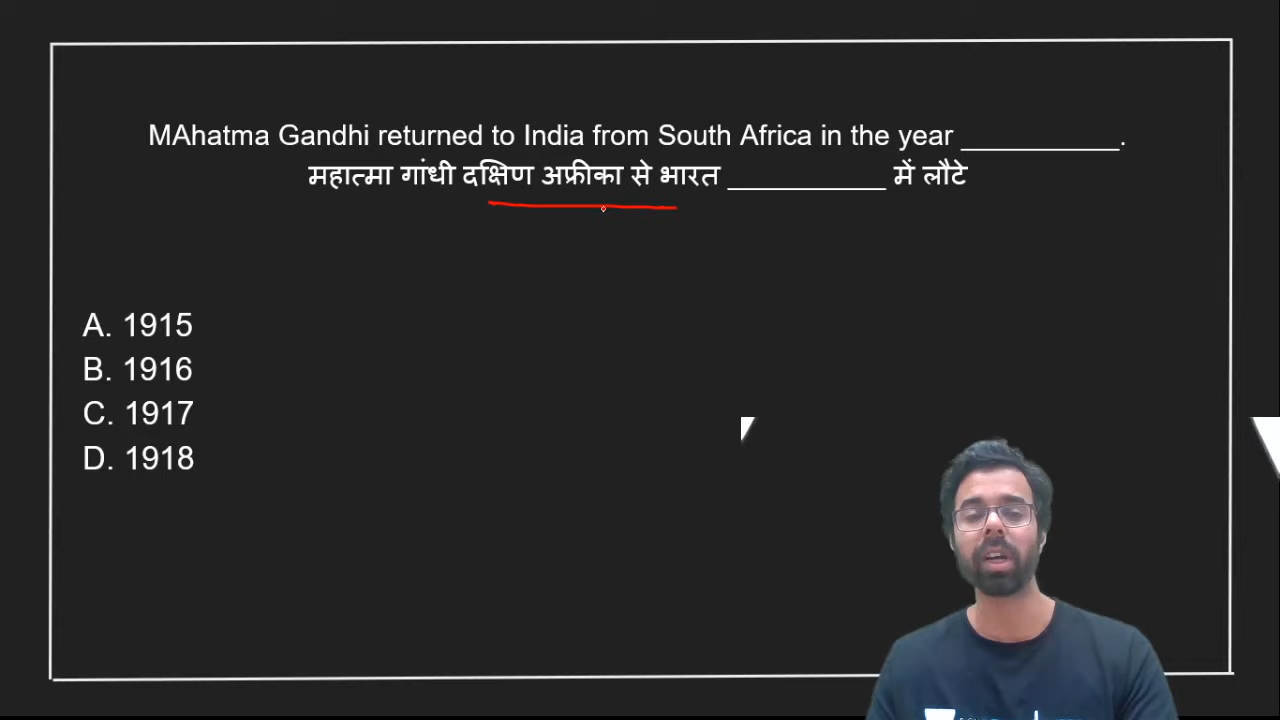 MAhatma Gandhi returned to India from South Africa in the year ___________.
महात्मा गांधी दक्षिण अफ्रीका से भारत ___________ में लौटे
A. 1915
B. 1916
C. 1917
D. 1918